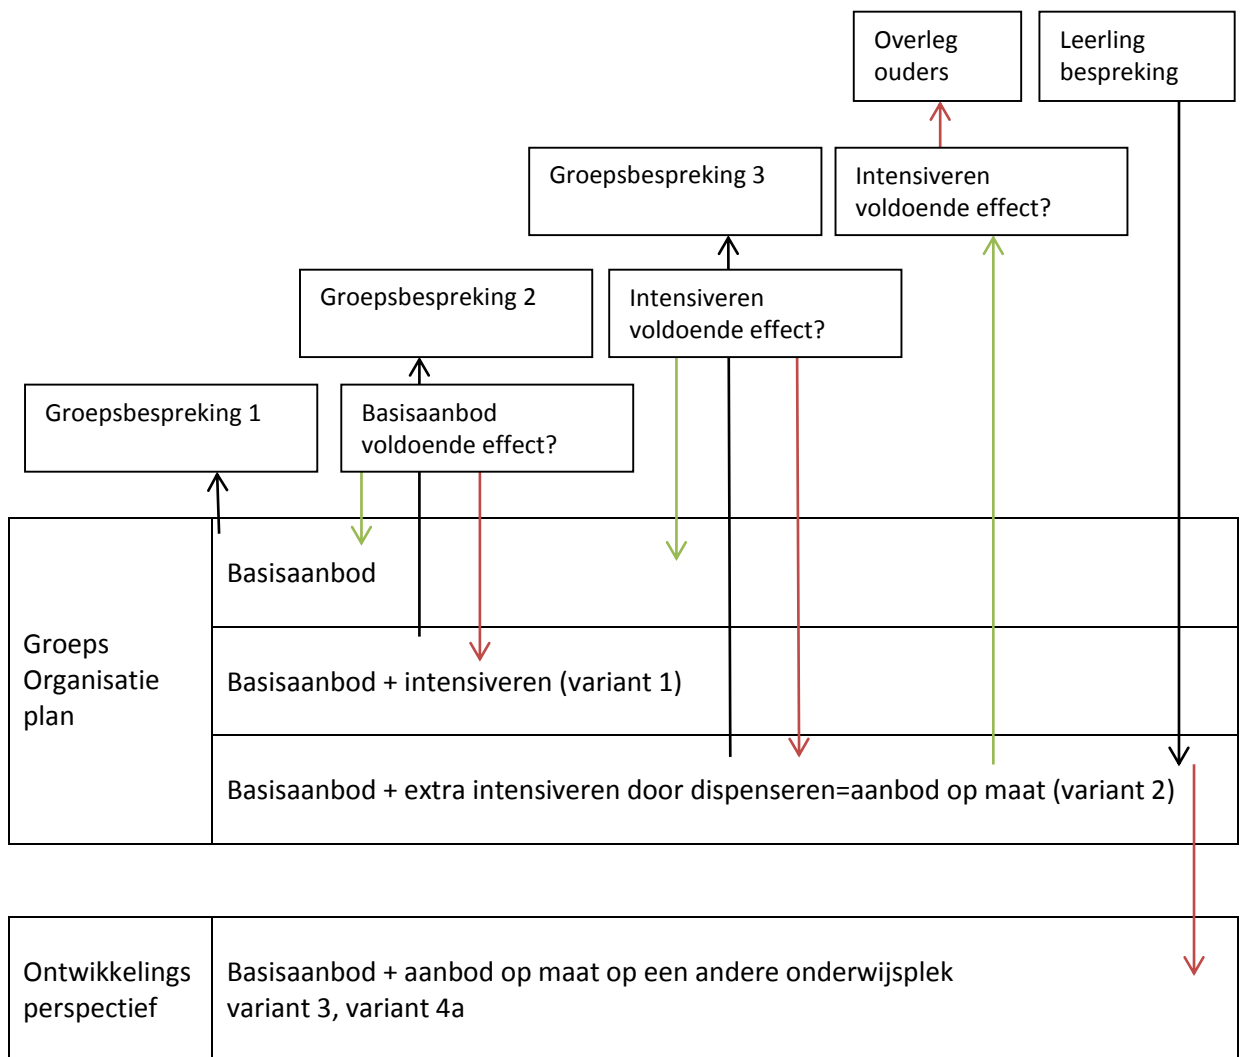 Overleg
ouders
Leerling
bespreking
Groepsbespreking 3
Intensiveren
voldoende effect?
Groepsbespreking 2
Intensiveren
voldoende effect?
Groepsbespreking 1
Basisaanbod
voldoende effect?
Groeps
Organisatie
plan
Basisaanbod
Basisaanbod + intensiveren (variant 1)
Basisaanbod + extra intensiveren door dispenseren=aanbod op maat (variant 2)
Ontwikkelings
perspectief
Basisaanbod + aanbod op maat op een andere onderwijsplek
variant 3, variant 4a